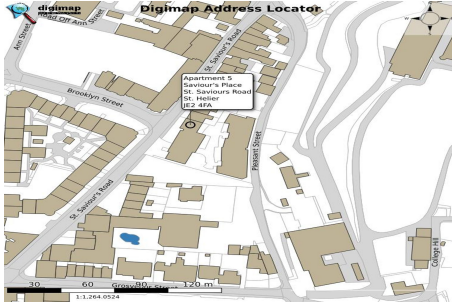 digimap
Digimap Address Locator
Road Off Ann Street
Ann Street
St. Saviour's Road
Apartment 5
Saviour's Place
St. Saviours Road
St. Helier
JE2 4FA
Brooklyn Street
Pleasant Street
St. Saviour's Road
College Hill
30 60 90 120 m
1:1,264.0524